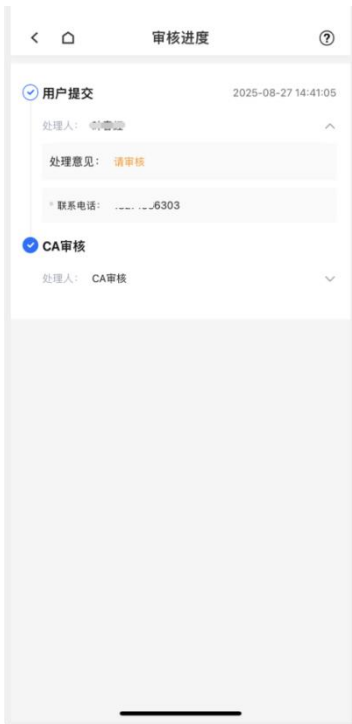 审核进度
用户提交 2025-08-27 14:41:05
处理人：
处理意见： 请审核
* 联系电话： 6303
CA审核
处理人： CA审核